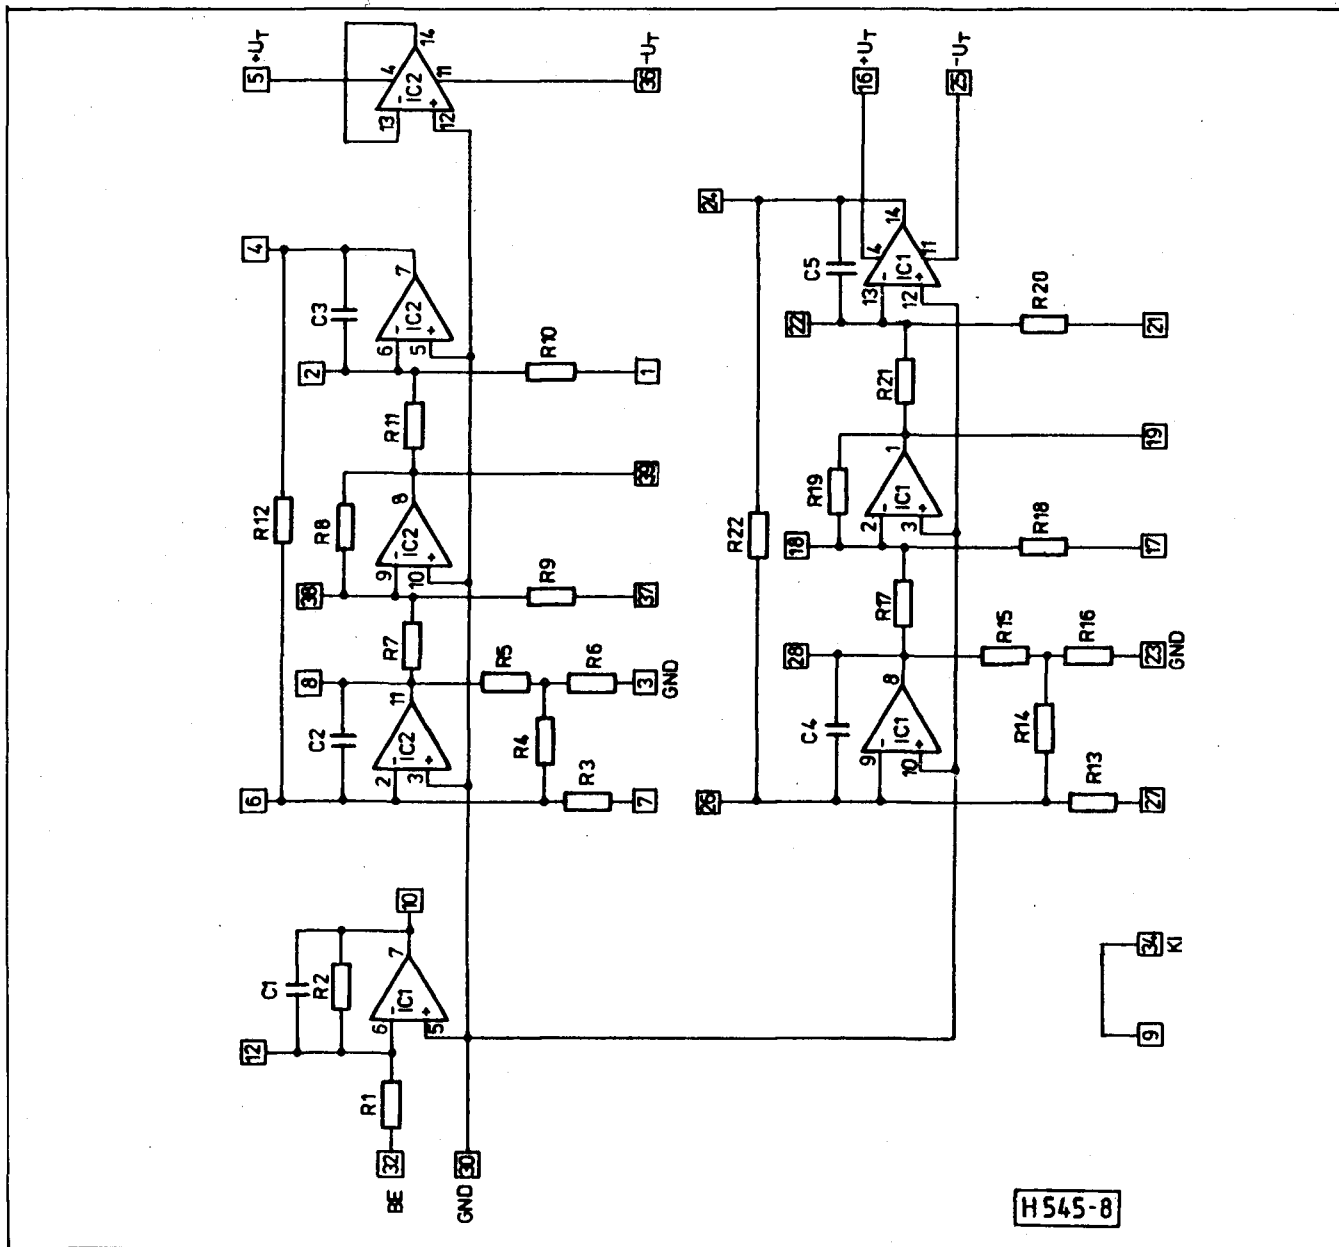 5 +UT
14
4
IC2
-
+
13
12
11
36 -UT
16 +UT
25 -UT
24
14
4
11
IC1
-
+
13
12
C5
22
R20
21
4
C3
7
IC2
-
+
6
5
2
R10
1
R11
R12
R8
8
39
IC2
-
+
9
10
38
R9
37
R7
8
R5
R6
3
GND
11
C2
IC2
-
+
2
3
R4
R3
6
7
R21
19
R22
R19
1
IC1
-
+
2
3
18
R18
17
R17
28
R15
R16
23
GND
8
C4
IC1
-
+
9
10
R14
R13
26
27
10
C1
R2
7
IC1
-
+
6
5
12
R1
32
BE
30
GND
34
KI
9
H545-8